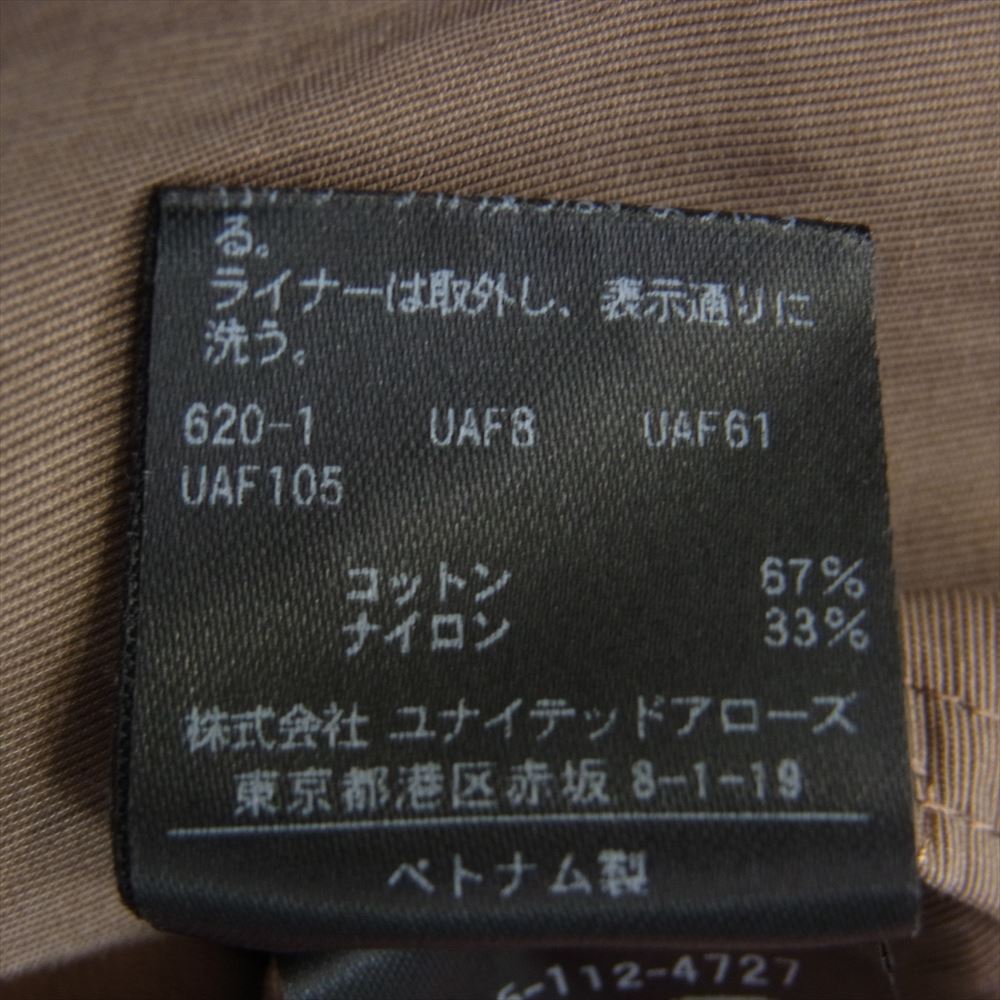 る。
ライナーは取外し、表示通りに
洗う。
620-1 UAF8 UAF61
UAF105
コットン 67%
ナイロン 33%
株式会社 ユナイテッドアローズ
東京都港区赤坂 8-1-19
ベトナム製
-112-4727